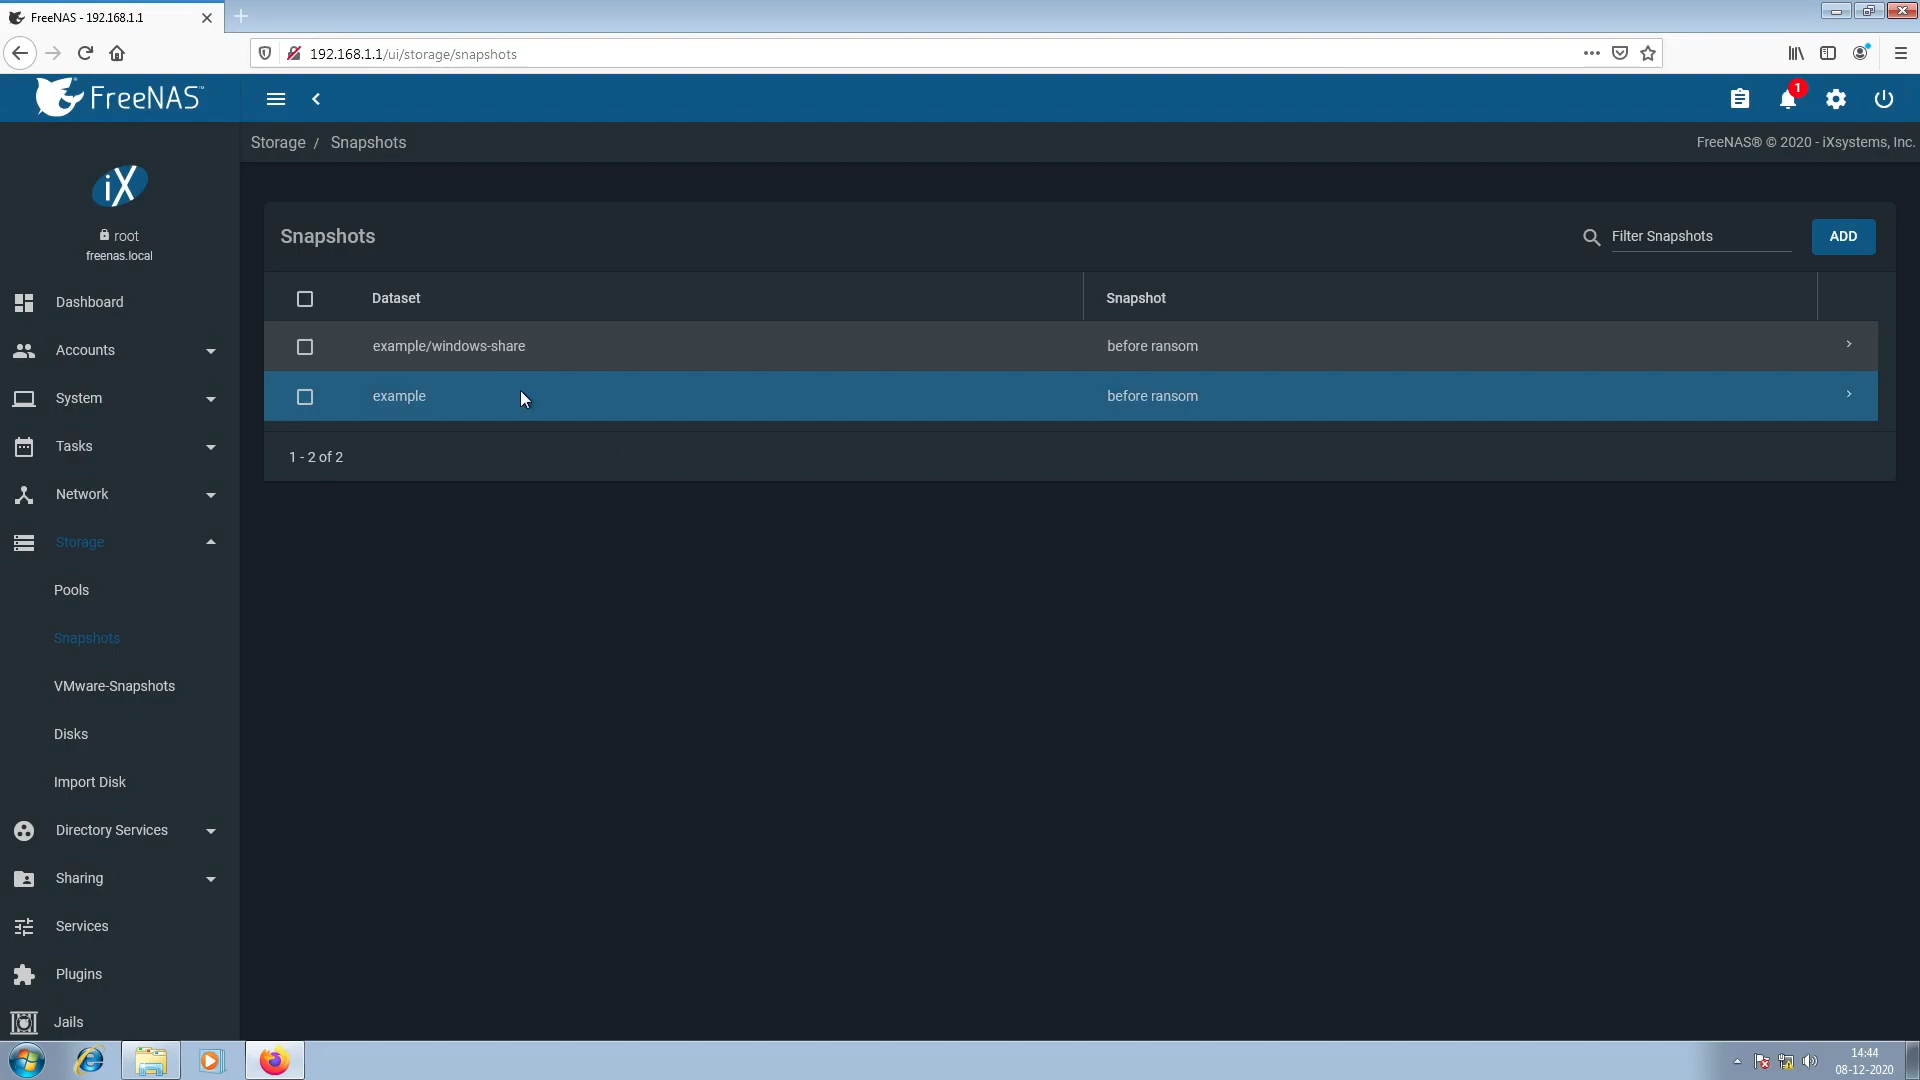 FreeNAS - 192.168.1.1
192.168.1.1/ui/storage/snapshots
FreeNAS™
1
Storage / Snapshots
FreeNAS® © 2020 - iXsystems, Inc.
iX
root
freenas.local
Dashboard
Accounts
System
Tasks
Network
Storage
Pools
Snapshots
VMware-Snapshots
Disks
Import Disk
Directory Services
Sharing
Services
Plugins
Jails
Snapshots
Filter Snapshots
ADD
Dataset Snapshot
example/windows-share before ransom
example before ransom
1 - 2 of 2
14:44
08-12-2020